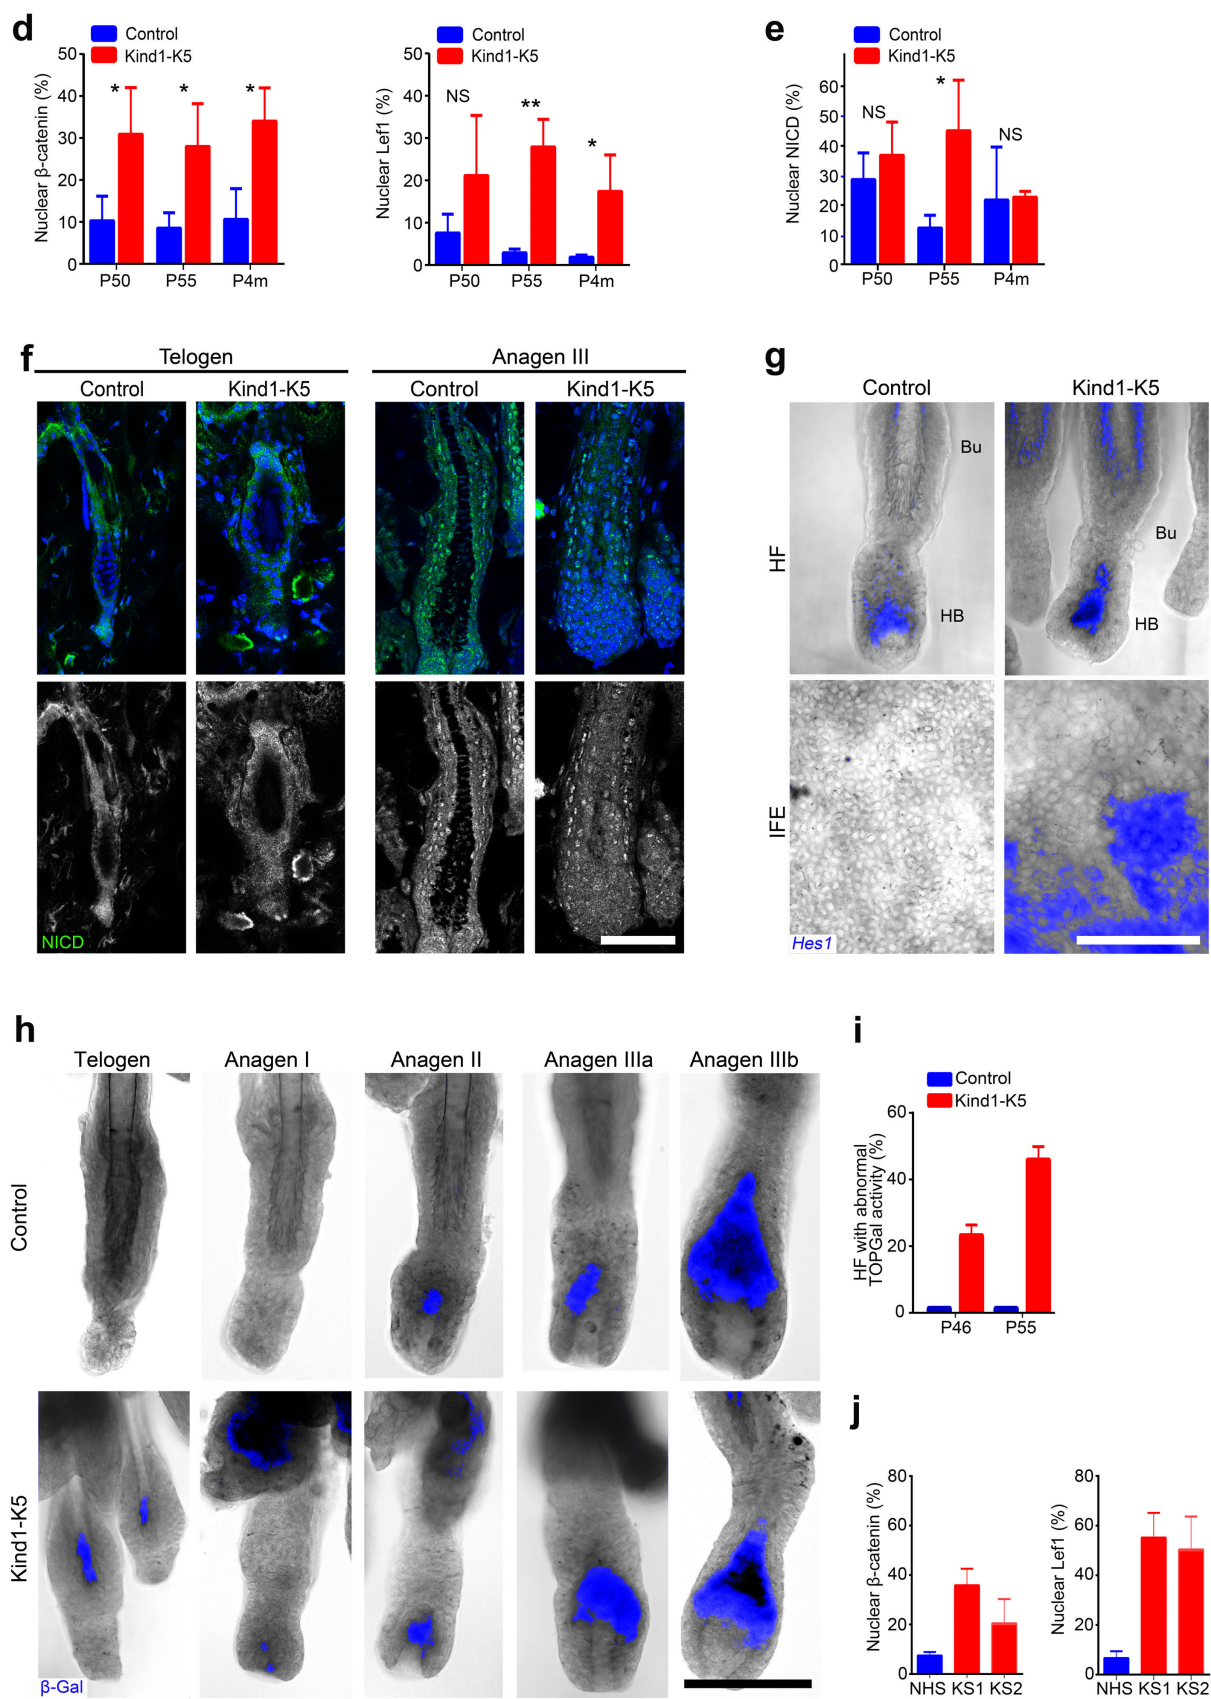 d
Control
Kind1-K5
Nuclear β-catenin (%)
50
40
30
20
10
0
* * *
P50 P55 P4m
Control
Kind1-K5
Nuclear Lef1 (%)
50
40
30
20
10
0
NS ** *
P50 P55 P4m
e
Control
Kind1-K5
Nuclear NICD (%)
60
50
40
30
20
10
0
NS * NS
P50 P55 P4m
f
Telogen Anagen III
Control Kind1-K5 Control Kind1-K5
NICD
g
Control Kind1-K5
HF
Bu
HB
Bu
HB
IFE
Hes1
h
Telogen Anagen I Anagen II Anagen IIIa Anagen IIIb
Control
Kind1-K5
β-Gal
i
Control
Kind1-K5
HF with abnormal
TOPGal activity (%)
60
40
20
0
P46 P55
j
Nuclear β-catenin (%)
80
60
40
20
0
NHS KS1 KS2
Nuclear Lef1 (%)
80
60
40
20
0
NHS KS1 KS2